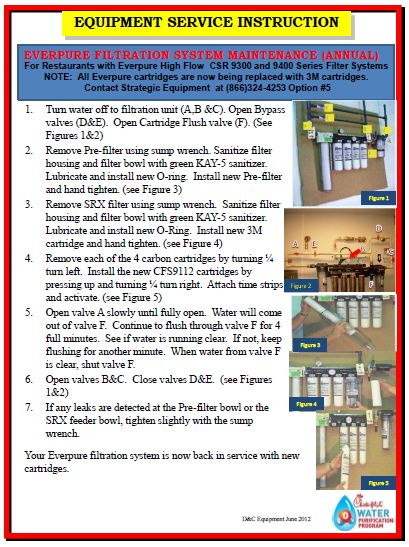 EQUIPMENT SERVICE INSTRUCTION
EVERPURE FILTRATION SYSTEM MAINTENANCE (ANNUAL)
For Restaurants with Everpure High Flow CSR 9300 and 9400 Series Filter Systems
NOTE: All Everpure cartridges are now being replaced with 3M cartridges.
Contact Strategic Equipment at (866)324-4253 Option #5
1. Turn water off to filtration unit (A,B &C). Open Bypass
valves (D&E). Open Cartridge Flush valve (F). (See
Figures 1&2)
2. Remove Pre-filter using sump wrench. Sanitize filter
housing and filter bowl with green KAY-5 sanitizer.
Lubricate and install new O-ring. Install new Pre-filter
and hand tighten. (see Figure 3)
3. Remove SRX filter using sump wrench. Sanitize filter
housing and filter bowl with green KAY-5 sanitizer.
Lubricate and install new O-Ring. Install new 3M
cartridge and hand tighten. (see Figure 4)
4. Remove each of the 4 carbon cartridges by turning ¼
turn left. Install the new CFS9112 cartridges by
pressing up and turning ¼ turn right. Attach time strips
and activate. (see Figure 5)
5. Open valve A slowly until fully open. Water will come
out of valve F. Continue to flush through valve F for 4
full minutes. See if water is running clear. If not, keep
flushing for another minute. When water from valve F
is clear, shut valve F.
6. Open valves B&C. Close valves D&E. (see Figures
1&2)
7. If any leaks are detected at the Pre-filter bowl or the
SRX feeder bowl, tighten slightly with the sump
wrench.
Your Everpure filtration system is now back in service with new
cartridges.
Figure 1
A
B
D
E
C
F
Figure 2
Figure 3
Figure 4
Figure 5
D&C Equipment June 2012
WATER
PURIFICATION
PROGRAM